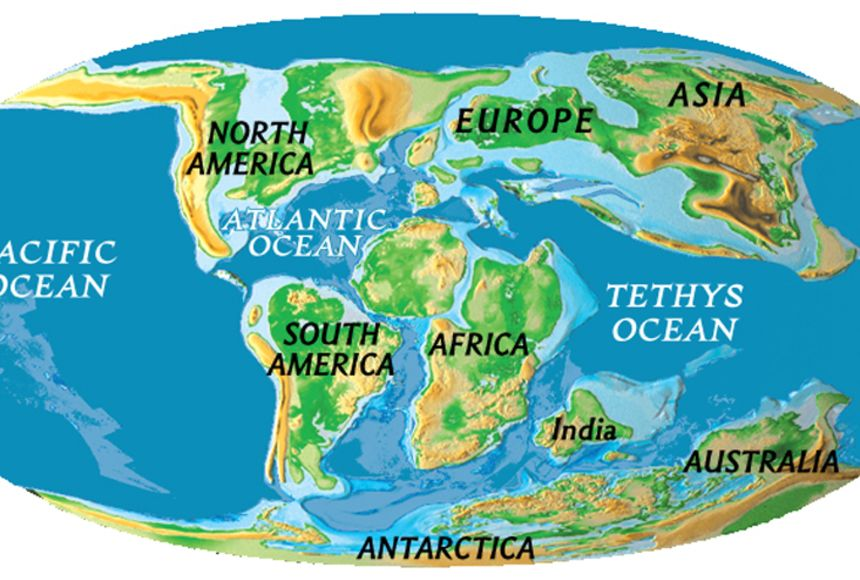 NORTH
AMERICA
EUROPE
ASIA
ATLANTIC
OCEAN
ACIFIC
OCEAN
TETHYS
OCEAN
SOUTH
AMERICA
AFRICA
India
AUSTRALIA
ANTARCTICA